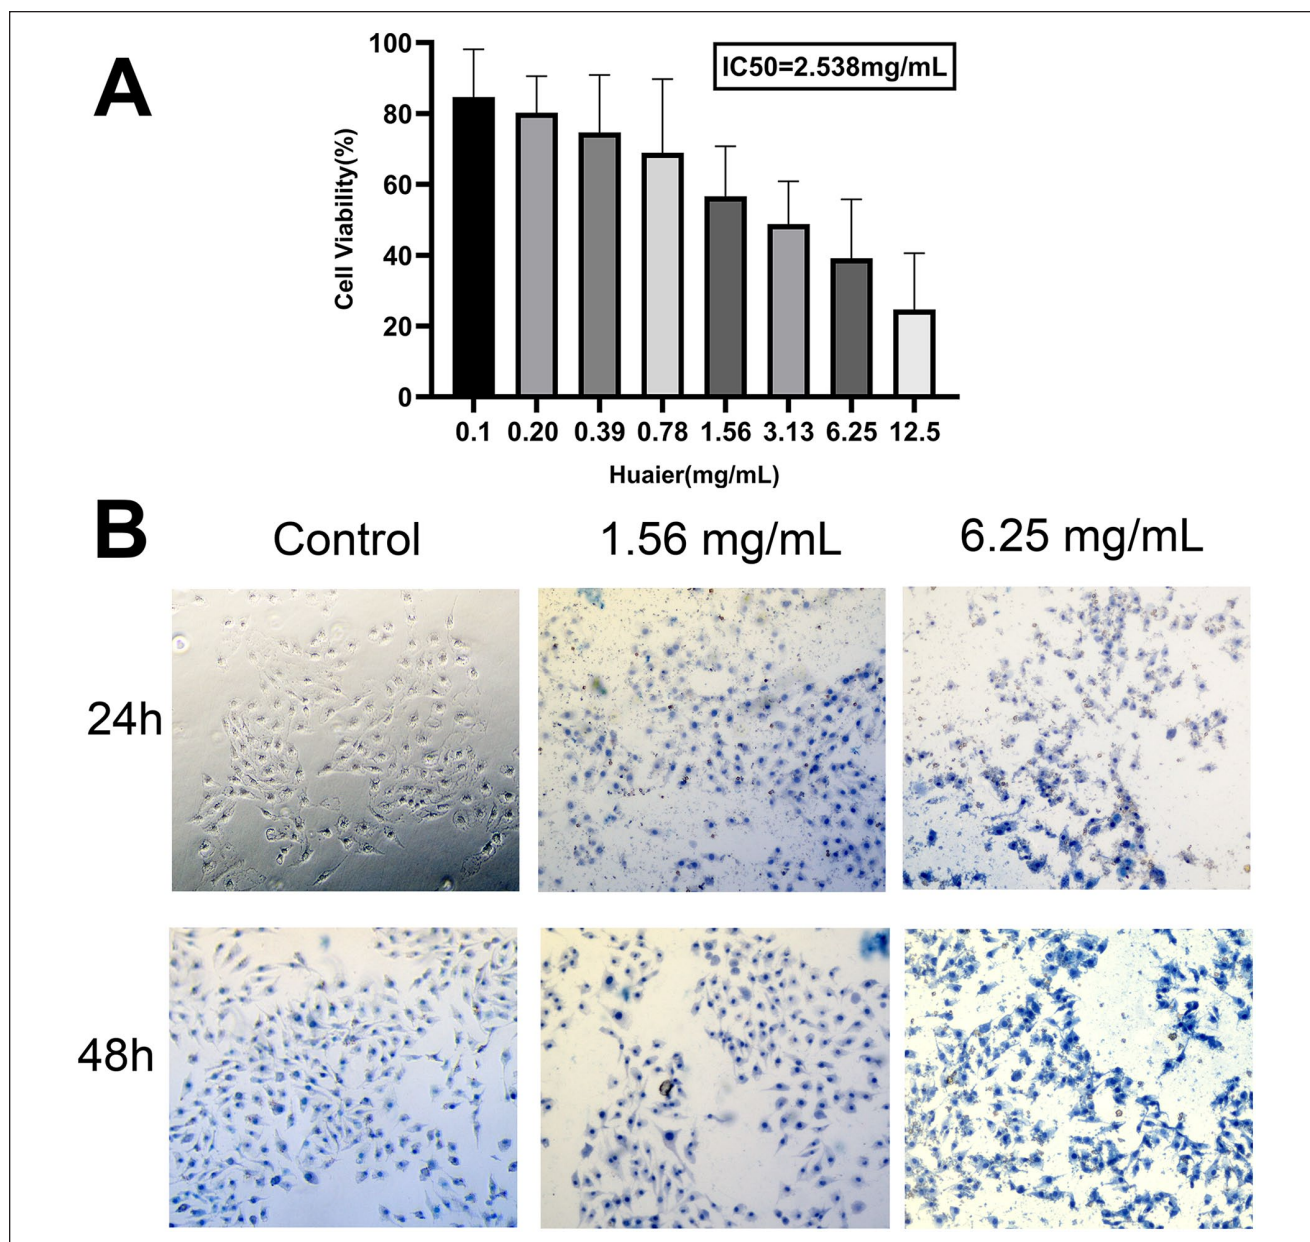 A
100
80
60
40
20
0
Cell Viability(%)
IC50=2.538mg/mL
0.1 0.20 0.39 0.78 1.56 3.13 6.25 12.5
Huaier(mg/mL)
B
Control 1.56 mg/mL 6.25 mg/mL
24h
48h